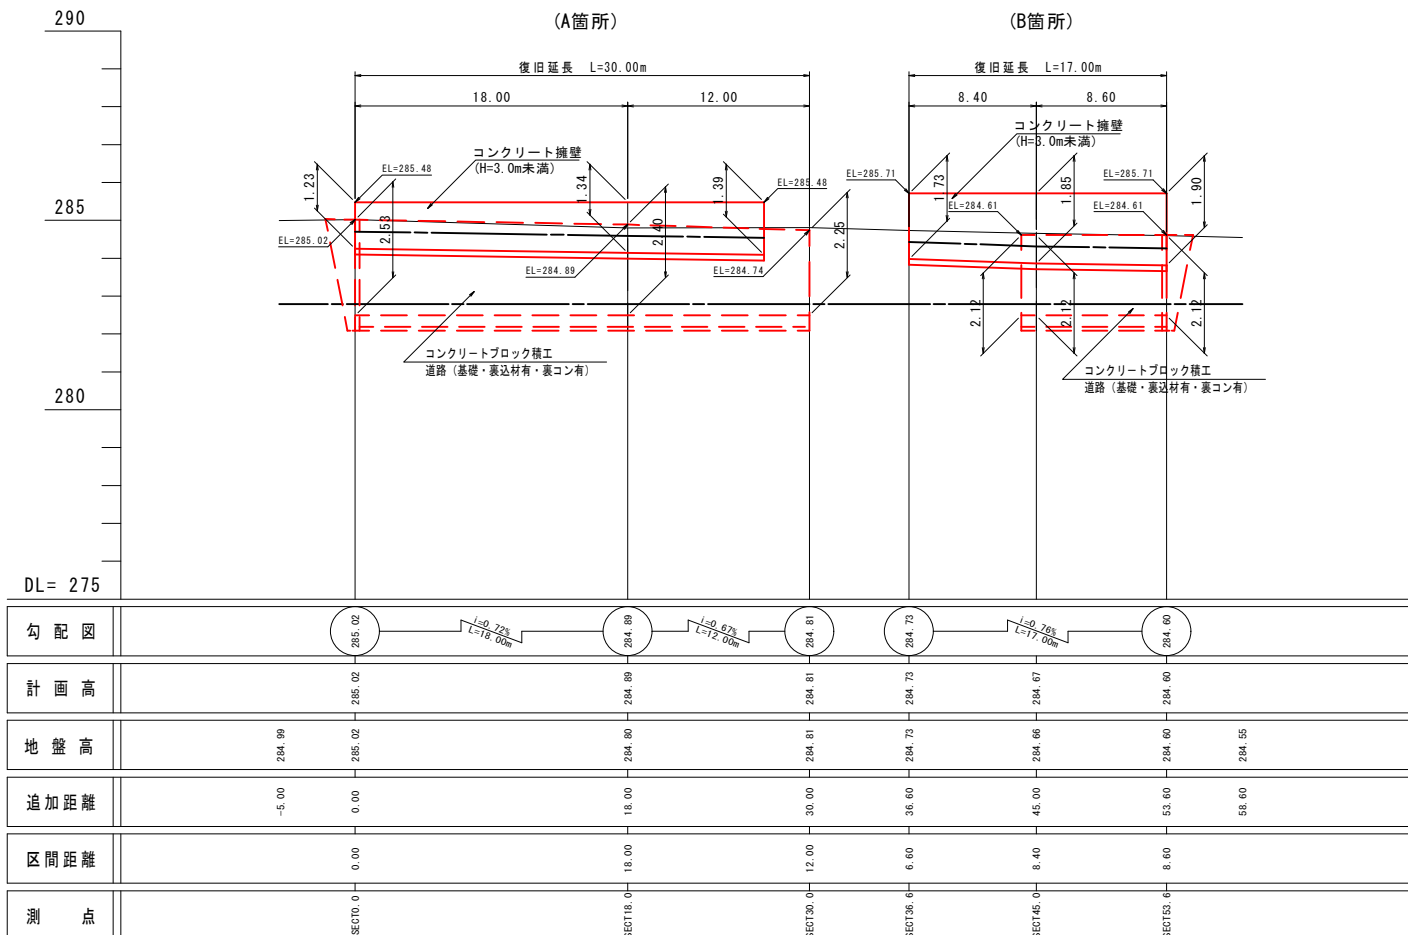 290
(A箇所)
(B箇所)
復旧延長 L=30.00m
復旧延長 L=17.00m
18.00
12.00
8.40
8.60
コンクリート擁壁
(H=3.0m未満)
コンクリート擁壁
(H=3.0m未満)
1.23
EL=285.48
1.34
1.39
EL=285.48
EL=285.71
1.73
1.85
EL=285.71
1.90
285
EL=285.02
2.53
EL=284.89
2.40
EL=284.74
2.25
EL=284.61
EL=284.61
2.12
2.12
2.12
コンクリートブロック積工
道路(基礎・裏込材有・裏コン有)
コンクリートブロック積工
道路(基礎・裏込材有・裏コン有)
280
DL= 275
勾配図
285.02
i=0.72%
L=18.00m
284.89
i=0.67%
L=12.00m
284.81
284.73
i=0.76%
L=17.00m
284.60
計画高
285.02
284.89
284.81
284.73
284.67
284.60
地盤高
284.99
285.02
284.80
284.81
284.73
284.66
284.60
284.55
追加距離
-5.00
0.00
18.00
30.00
36.60
45.00
53.60
58.60
区間距離
0.00
18.00
12.00
6.60
8.40
8.60
測点
SECT0.0
SECT18.0
SECT30.0
SECT36.6
SECT45.0
SECT53.6